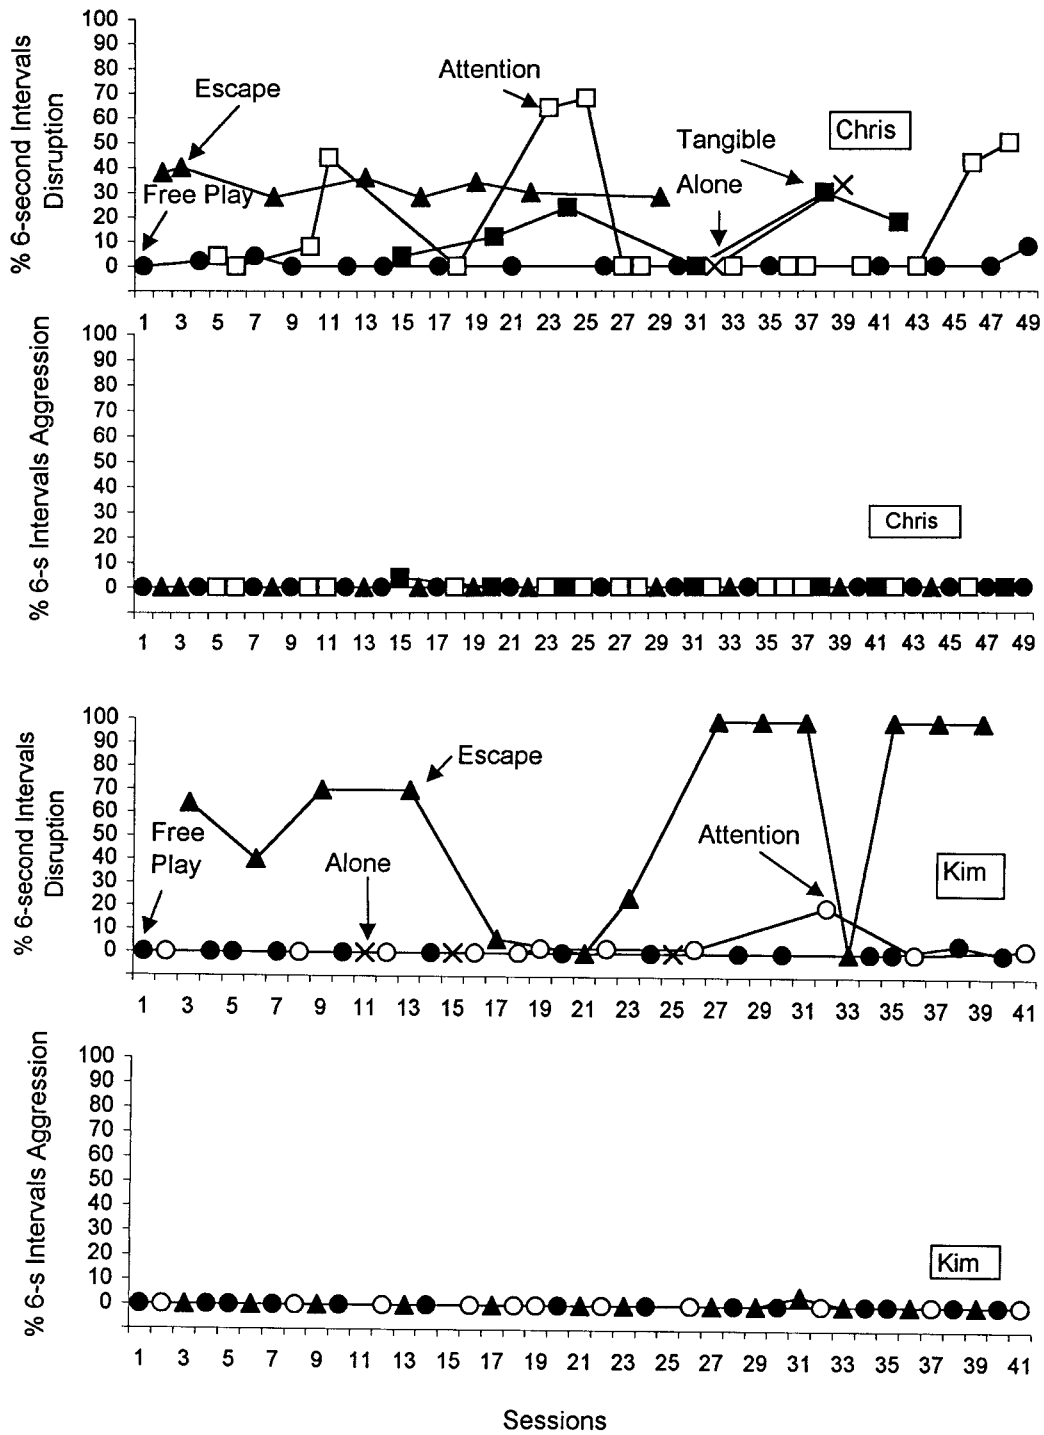 % 6-second Intervals
Disruption
100
90
80
70
60
50
40
30
20
10
0
Escape
Free Play
Attention
Tangible
Alone
Chris
1 3 5 7 9 11 13 15 17 19 21 23 25 27 29 31 33 35 37 39 41 43 45 47 49
% 6-s Intervals Aggression
100
90
80
70
60
50
40
30
20
10
0
Chris
1 3 5 7 9 11 13 15 17 19 21 23 25 27 29 31 33 35 37 39 41 43 45 47 49
% 6-second Intervals
Disruption
100
90
80
70
60
50
40
30
20
10
0
Free
Play
Alone
Escape
Attention
Kim
1 3 5 7 9 11 13 15 17 19 21 23 25 27 29 31 33 35 37 39 41
% 6-s Intervals Aggression
100
90
80
70
60
50
40
30
20
10
0
Kim
1 3 5 7 9 11 13 15 17 19 21 23 25 27 29 31 33 35 37 39 41
Sessions